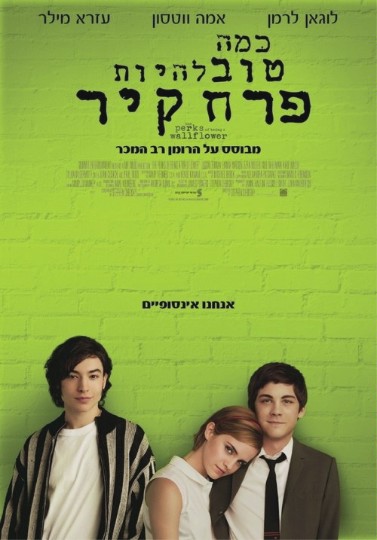 לוגאן לרמן אמה ווטסון עזרא מילר
כמה
טוב להיות
פרח קיר
the perks of being a
wallflower
מבוסס על הרומן רב המכר
אנחנו אינסופיים